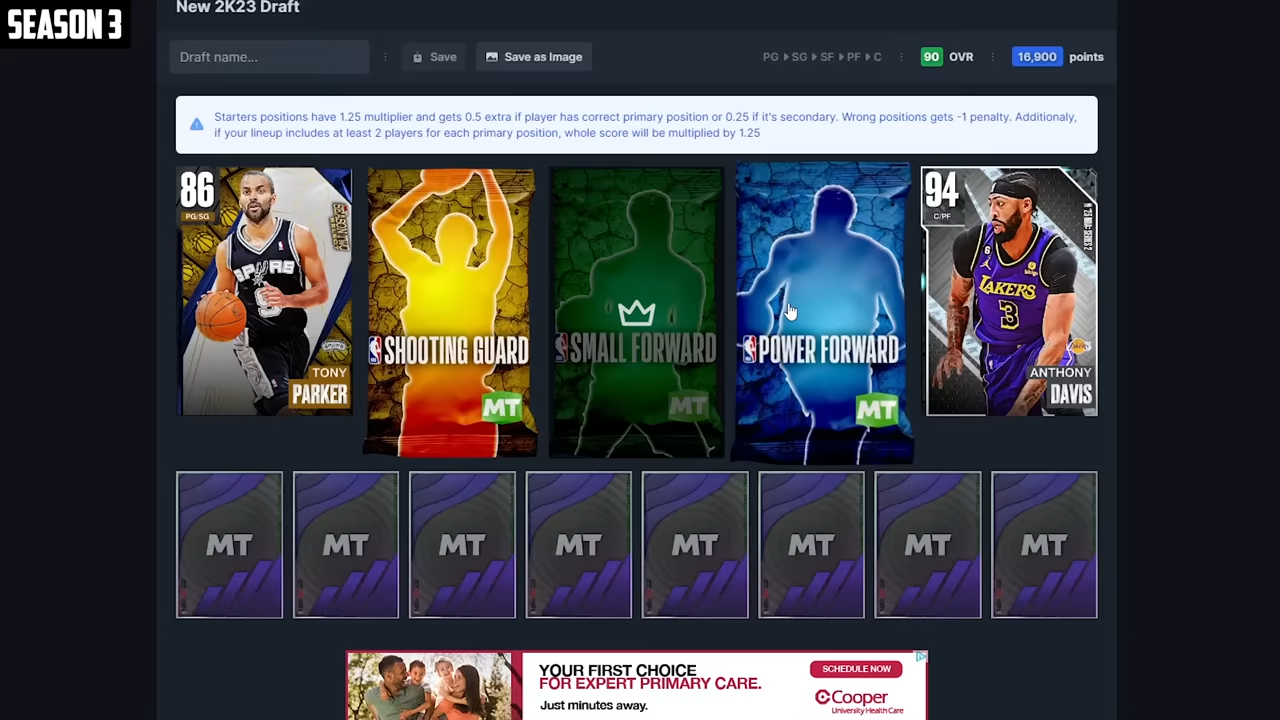 SEASON 3
New 2K23 Draft
Draft name...
Save
Save as Image
PG SG SF PF C
90 OVR
16,900 points
Starters positions have 1.25 multiplier and gets 0.5 extra if player has correct primary position or 0.25 if it's secondary. Wrong positions gets -1 penalty. Additionaly,
if your lineup includes at least 2 players for each primary position, whole score will be multiplied by 1.25
86
PG/SG
SPURS
9
TONY
PARKER
SHOOTING GUARD
MT
SMALL FORWARD
MT
POWER FORWARD
MT
94
C/PF
LAKERS
3
ANTHONY
DAVIS
MT
MT
MT
MT
MT
MT
MT
MT
YOUR FIRST CHOICE
FOR EXPERT PRIMARY CARE.
Just minutes away.
SCHEDULE NOW
Cooper
University Health Care